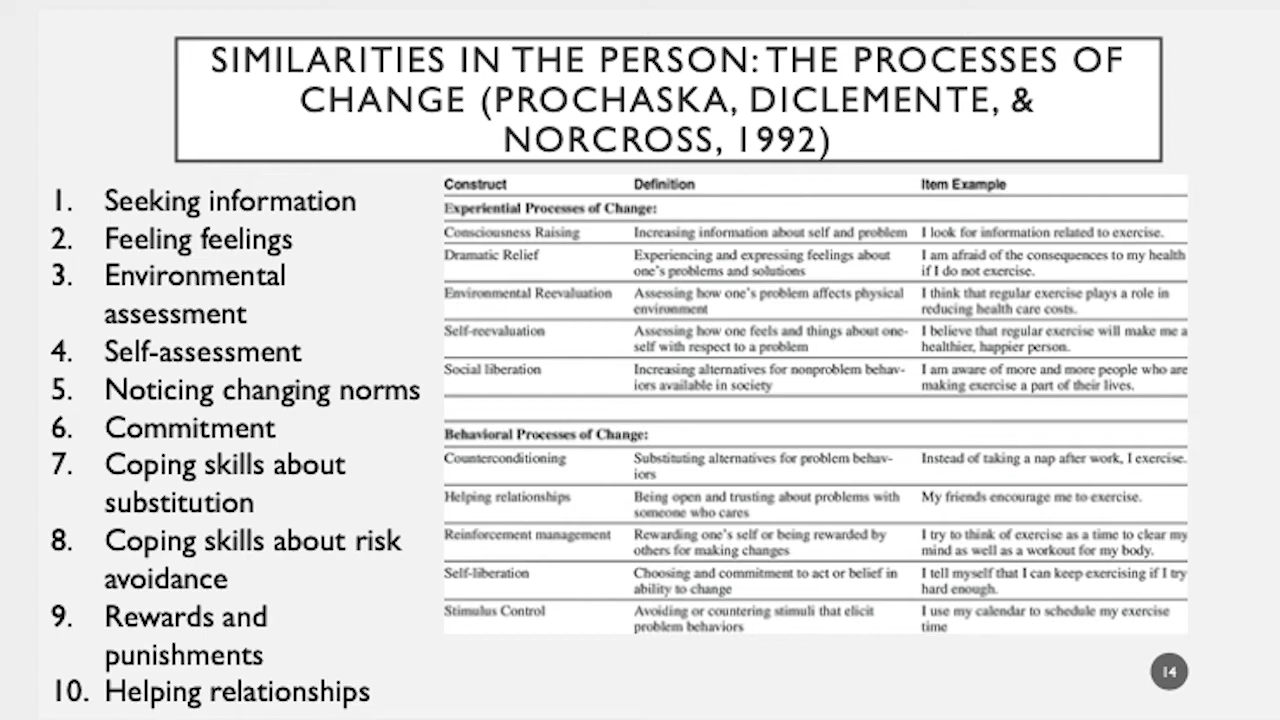 SIMILARITIES IN THE PERSON: THE PROCESSES OF
CHANGE (PROCHASKA, DICLEMENTE, &
NORCROSS, 1992)
1. Seeking information
2. Feeling feelings
3. Environmental
assessment
4. Self-assessment
5. Noticing changing norms
6. Commitment
7. Coping skills about
substitution
8. Coping skills about risk
avoidance
9. Rewards and
punishments
10. Helping relationships
Construct Definition Item Example
Experiential Processes of Change:
Consciousness Raising Increasing information about self and problem I look for information related to exercise.
Dramatic Relief Experiencing and expressing feelings about I am afraid of the consequences to my health
one's problems and solutions if I do not exercise.
Environmental Reevaluation Assessing how one's problem affects physical I think that regular exercise plays a role in
environment reducing health care costs.
Self-reevaluation Assessing how one feels and things about one- I believe that regular exercise will make me a
self with respect to a problem healthier, happier person.
Social liberation Increasing alternatives for nonproblem behav- I am aware of more and more people who are
iors available in society making exercise a part of their lives.
Behavioral Processes of Change:
Counterconditioning Substituting alternatives for problem behav- Instead of taking a nap after work, I exercise.
iors
Helping relationships Being open and trusting about problems with My friends encourage me to exercise.
someone who cares
Reinforcement management Rewarding one's self or being rewarded by I try to think of exercise as a time to clear my
others for making changes mind as well as a workout for my body.
Self-liberation Choosing and commitment to act or belief in I tell myself that I can keep exercising if I try
ability to change hard enough.
Stimulus Control Avoiding or countering stimuli that elicit I use my calendar to schedule my exercise
problem behaviors time
14